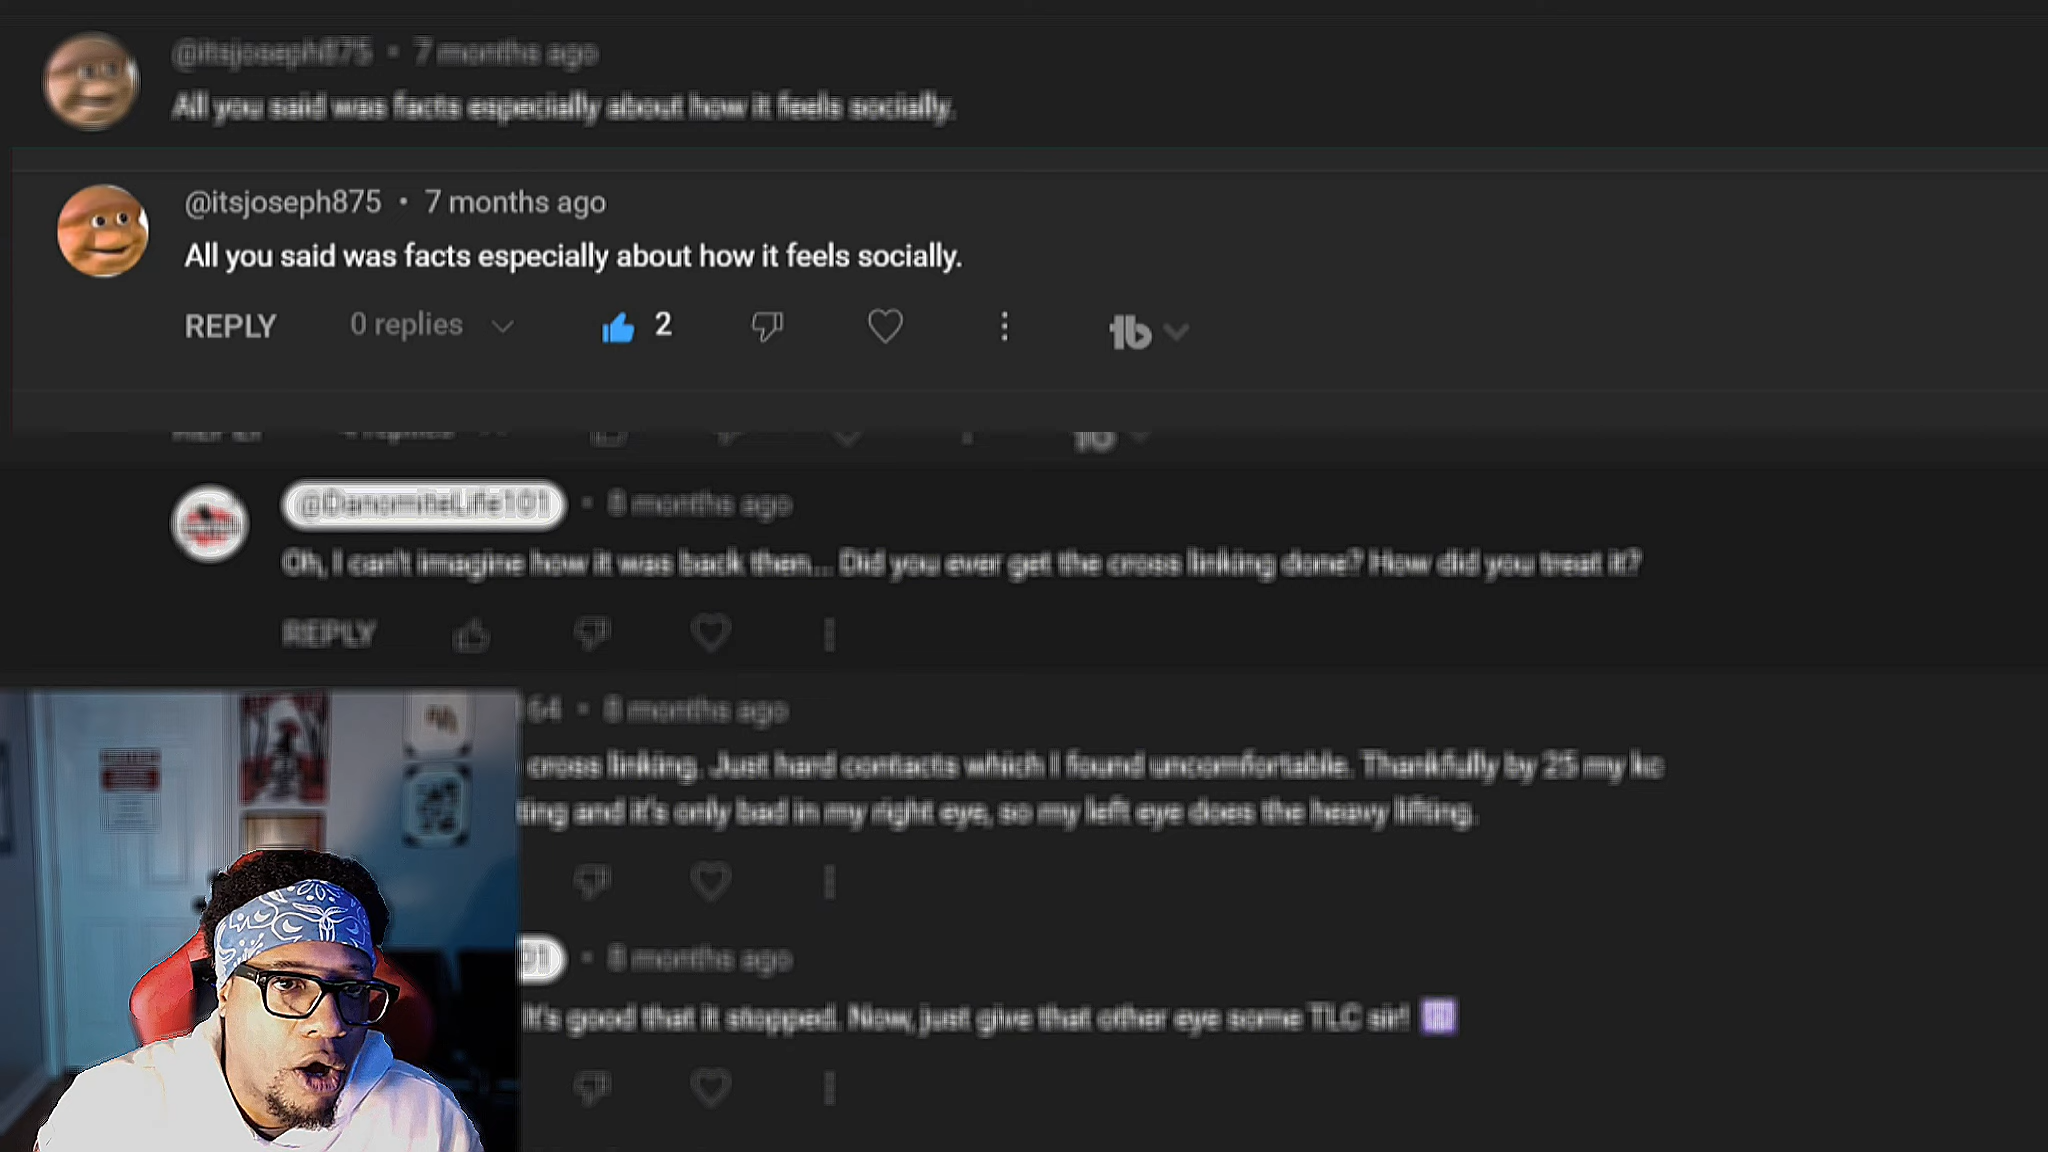 @itsjoseph875 • 7 months ago
All you said was facts especially about how it feels socially.
@itsjoseph875 • 7 months ago
All you said was facts especially about how it feels socially.
REPLY 0 replies 2
@DanomiteLife101 • 8 months ago
Oh, I can't imagine how it was back then... Did you ever get the cross linking done? How did you treat it?
REPLY
64 • 8 months ago
cross linking. Just hard contacts which I found uncomfortable. Thankfully by 25 my kc
ting and it's only bad in my right eye, so my left eye does the heavy lifting.
01 • 8 months ago
It's good that it stopped. Now, just give that other eye some TLC sir!